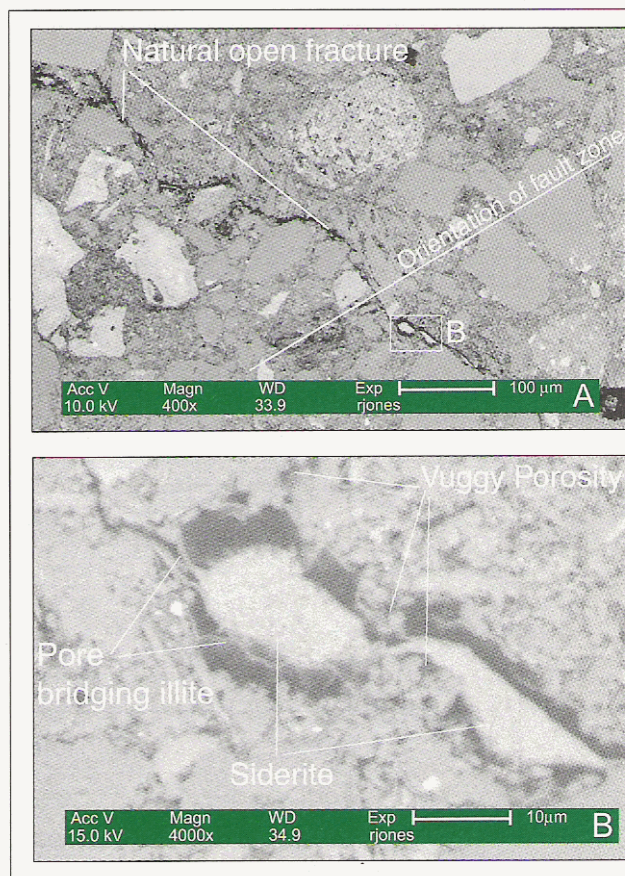 Natural open fracture
Orientation of fault zone
B
Acc V Magn WD Exp 100 µm A
10.0 kV 400x 33.9 rjones
Vuggy Porosity
Pore
bridging illite
Siderite
Acc V Magn WD Exp 10µm B
15.0 kV 4000x 34.9 rjones